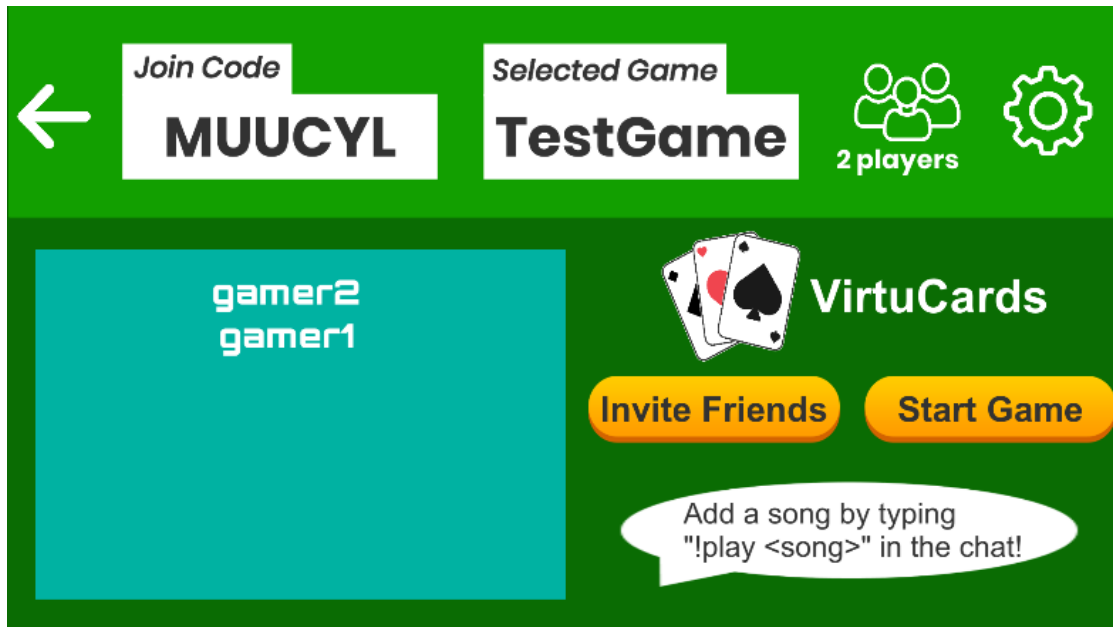 Join Code
MUUCYL
Selected Game
TestGame
2 players
gamer2
gamer1
VirtuCards
Invite Friends
Start Game
Add a song by typing
"!play <song>" in the chat!